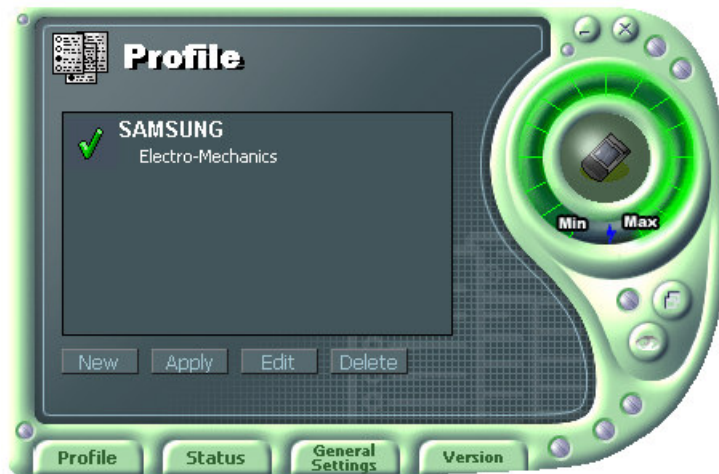 Profile
SAMSUNG
Electro-Mechanics
Min Max
New Apply Edit Delete
Profile Status General Settings Version